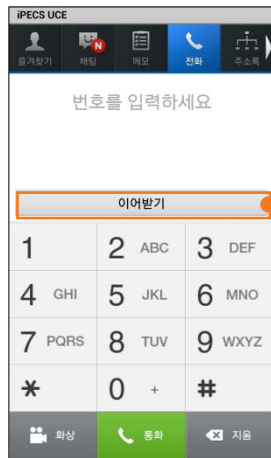 iPECS UCE
N
즐겨찾기 채팅 메모 전화 주소록
번호를 입력하세요
이어받기
1 2 ABC 3 DEF
4 GHI 5 JKL 6 MNO
7 PQRS 8 TUV 9 WXYZ
* 0 + #
화상 통화 지움